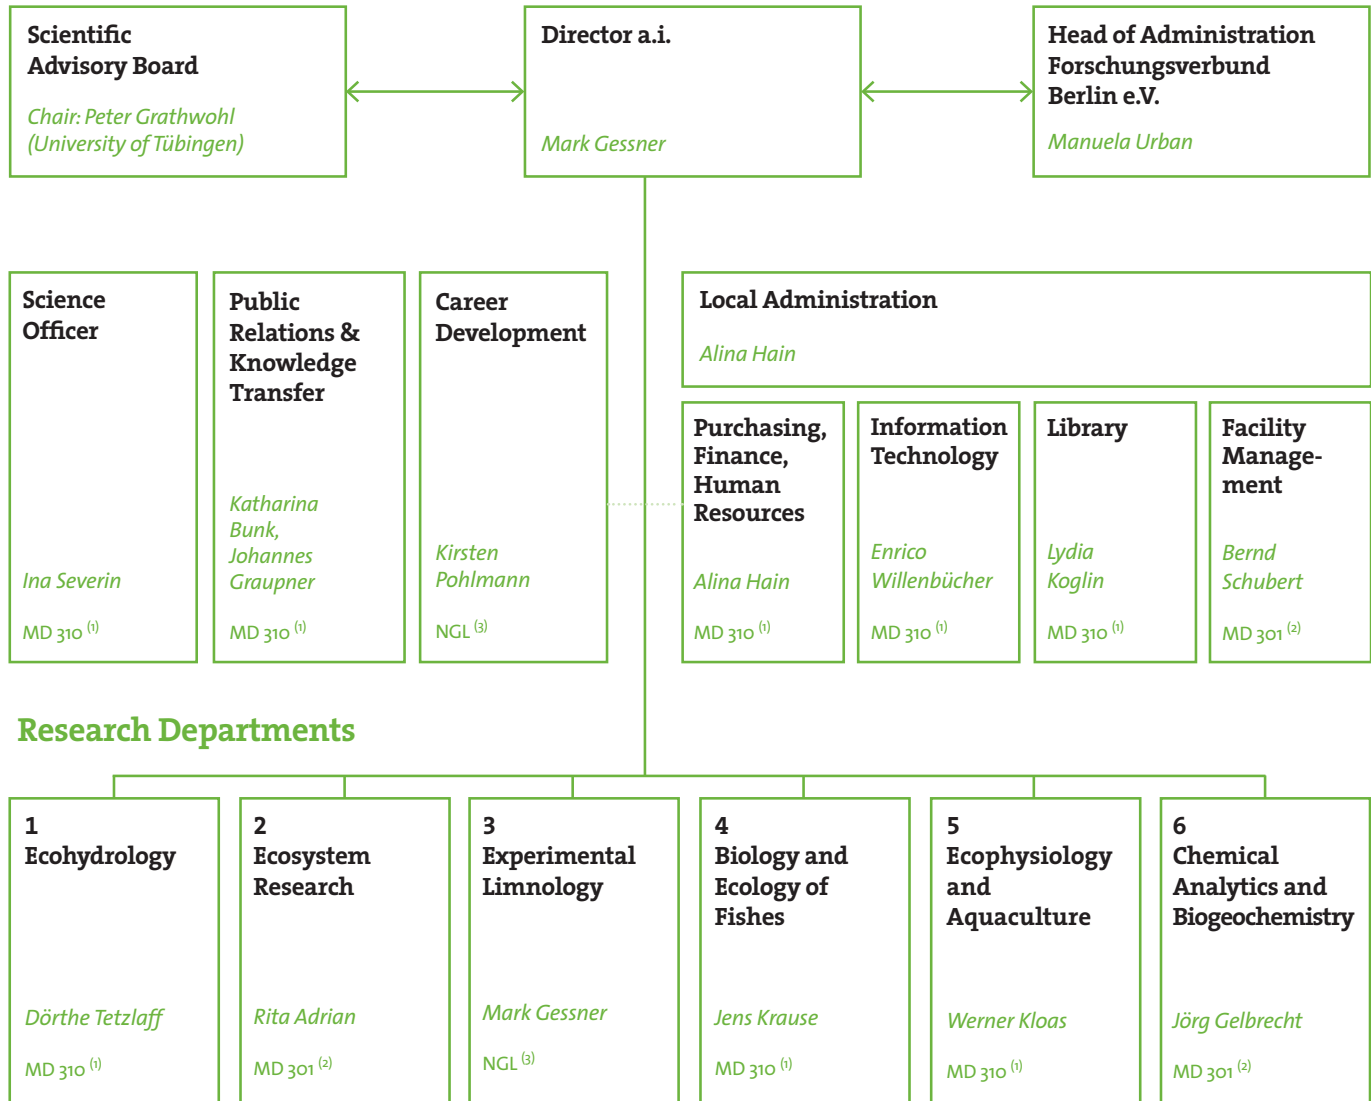 Scientific
Advisory Board
Chair: Peter Grathwohl
(University of Tübingen)
Director a.i.
Mark Gessner
Head of Administration
Forschungsverbund
Berlin e.V.
Manuela Urban
Science
Officer
Ina Severin
MD 310 (1)
Public
Relations &
Knowledge
Transfer
Katharina
Bunk,
Johannes
Graupner
MD 310 (1)
Career
Development
Kirsten
Pohlmann
NGL (3)
Local Administration
Alina Hain
Purchasing,
Finance,
Human
Resources
Alina Hain
MD 310 (1)
Information
Technology
Enrico
Willenbücher
MD 310 (1)
Library
Lydia
Koglin
MD 310 (1)
Facility
Manage-
ment
Bernd
Schubert
MD 301 (2)
Research Departments
1
Ecohydrology
Dörthe Tetzlaff
MD 310 (1)
2
Ecosystem
Research
Rita Adrian
MD 301 (2)
3
Experimental
Limnology
Mark Gessner
NGL (3)
4
Biology and
Ecology of
Fishes
Jens Krause
MD 310 (1)
5
Ecophysiology
and
Aquaculture
Werner Kloas
MD 310 (1)
6
Chemical
Analytics and
Biogeochemistry
Jörg Gelbrecht
MD 301 (2)